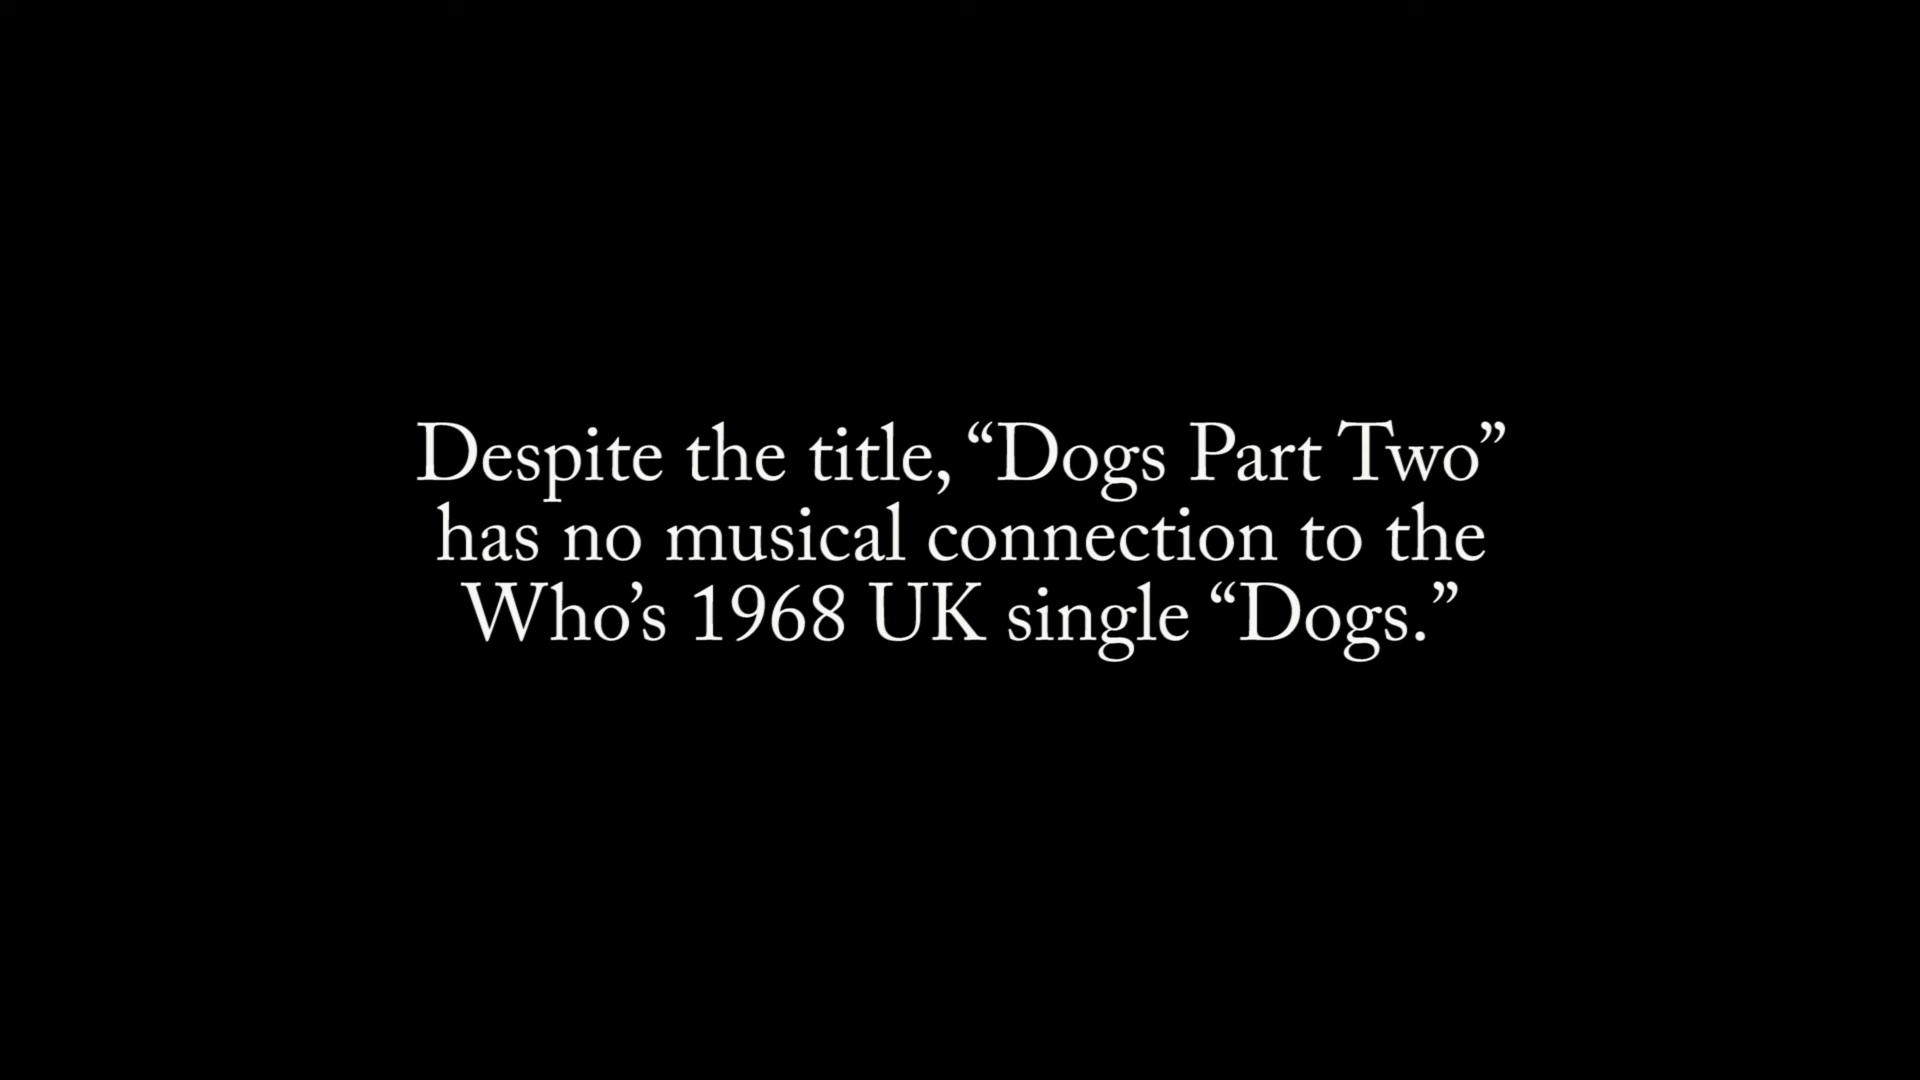 Despite the title, “Dogs Part Two”
has no musical connection to the
Who’s 1968 UK single “Dogs.”